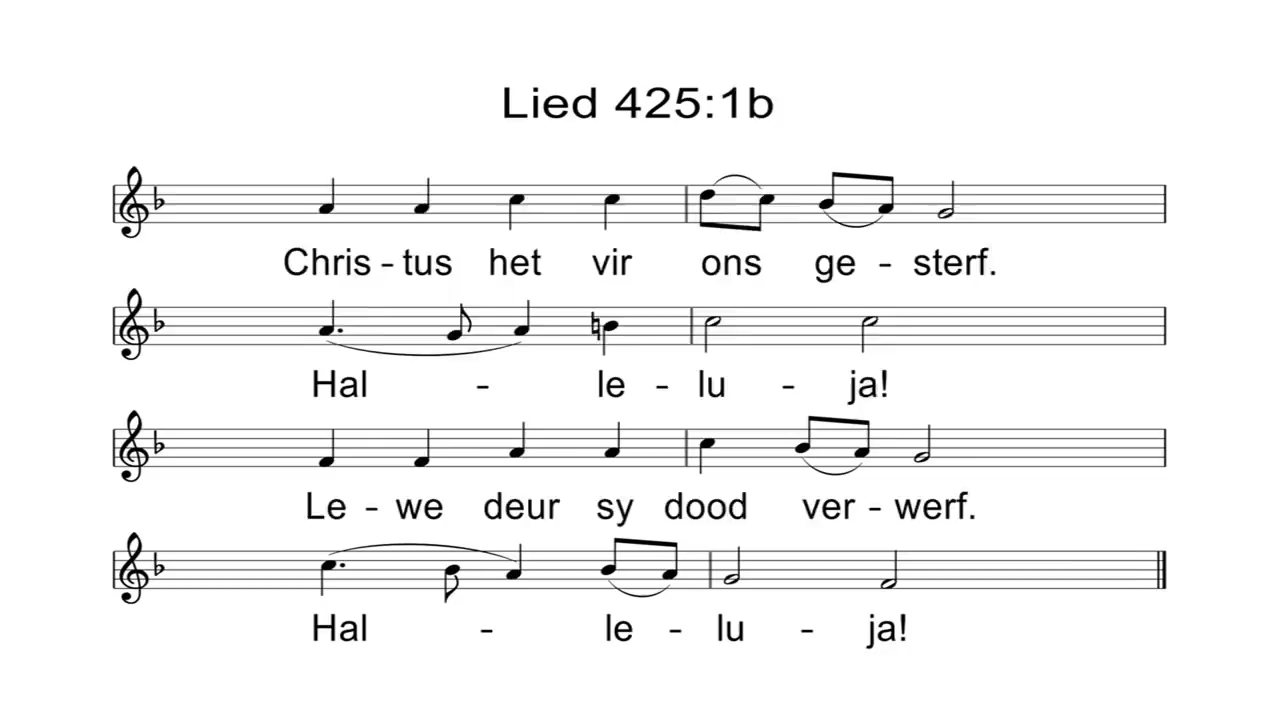 Lied 425:1b
Chris - tus het vir ons ge - sterf.
Hal - le - lu - ja!
Le - we deur sy dood ver - werf.
Hal - le - lu - ja!